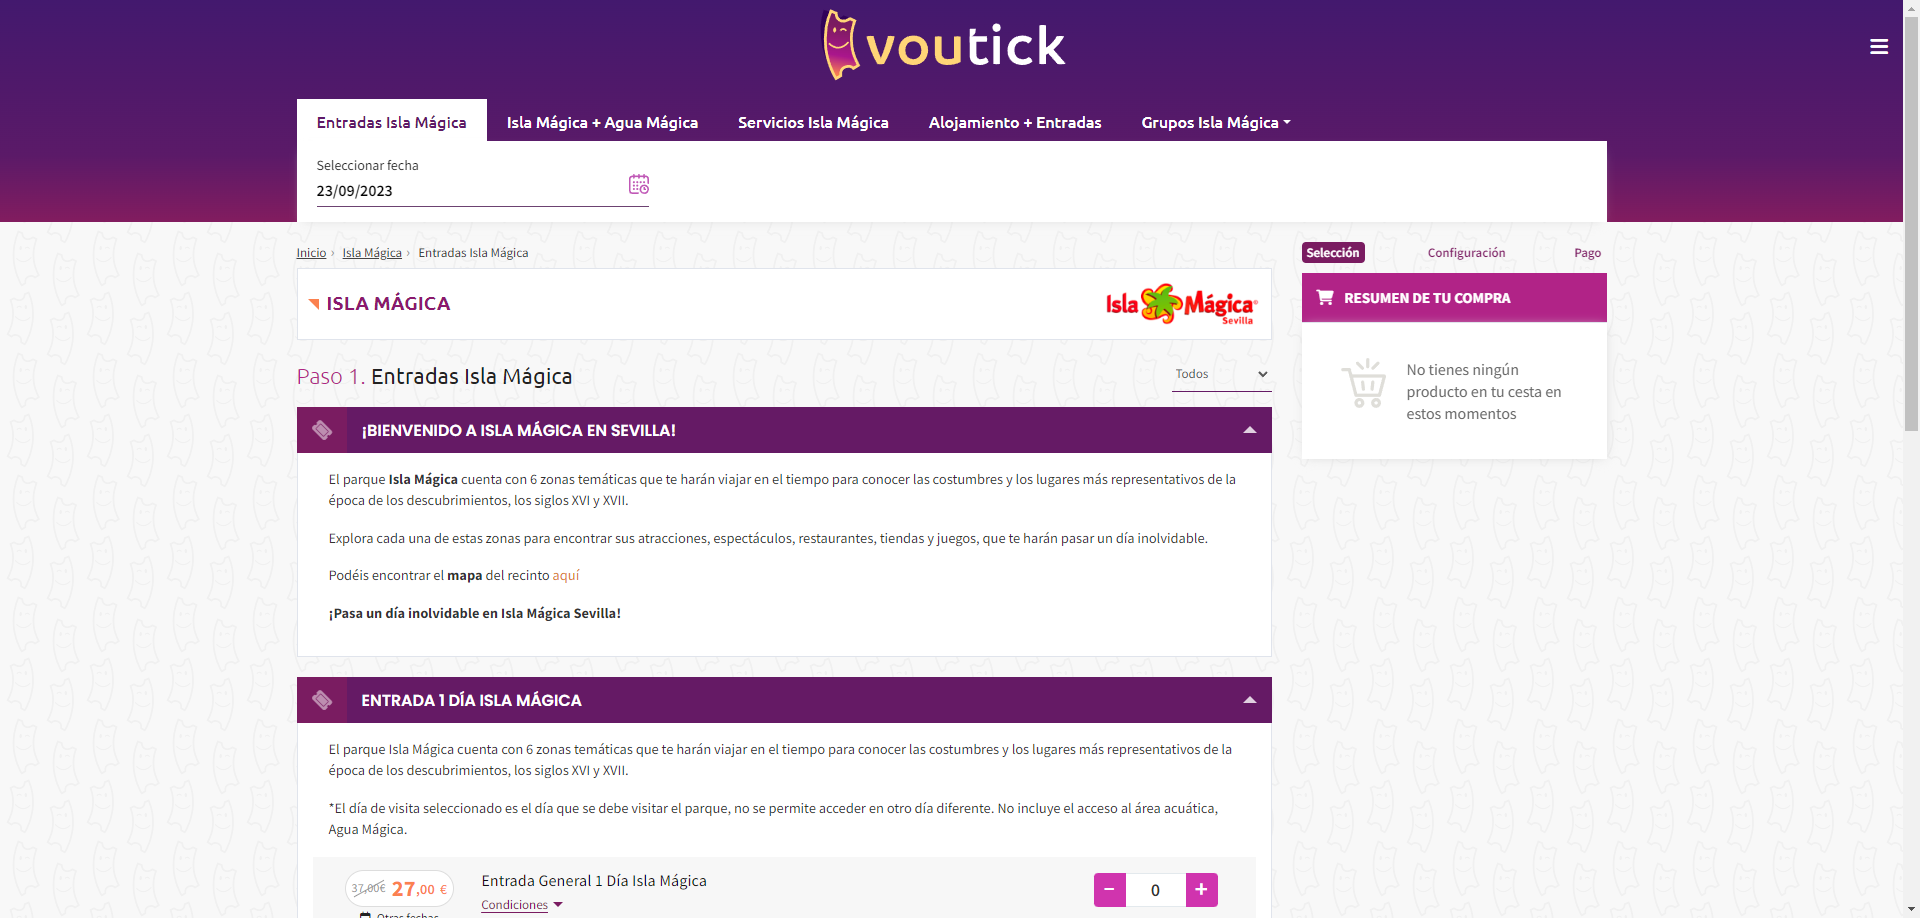 voutick
Entradas Isla Mágica
Isla Mágica + Agua Mágica
Servicios Isla Mágica
Alojamiento + Entradas
Grupos Isla Mágica
Seleccionar fecha
23/09/2023
Inicio › Isla Mágica › Entradas Isla Mágica
ISLA MÁGICA
Isla Mágica
Sevilla
Paso 1. Entradas Isla Mágica
Todos
¡BIENVENIDO A ISLA MÁGICA EN SEVILLA!
El parque Isla Mágica cuenta con 6 zonas temáticas que te harán viajar en el tiempo para conocer las costumbres y los lugares más representativos de la
época de los descubrimientos, los siglos XVI y XVII.
Explora cada una de estas zonas para encontrar sus atracciones, espectáculos, restaurantes, tiendas y juegos, que te harán pasar un día inolvidable.
Podéis encontrar el mapa del recinto aquí
¡Pasa un día inolvidable en Isla Mágica Sevilla!
ENTRADA 1 DÍA ISLA MÁGICA
El parque Isla Mágica cuenta con 6 zonas temáticas que te harán viajar en el tiempo para conocer las costumbres y los lugares más representativos de la
época de los descubrimientos, los siglos XVI y XVII.
*El día de visita seleccionado es el día que se debe visitar el parque, no se permite acceder en otro día diferente. No incluye el acceso al área acuática,
Agua Mágica.
37,00€ 27,00 €
Otras fechas
Entrada General 1 Día Isla Mágica
Condiciones
− 0 +
Selección
Configuración
Pago
RESUMEN DE TU COMPRA
No tienes ningún
producto en tu cesta en
estos momentos